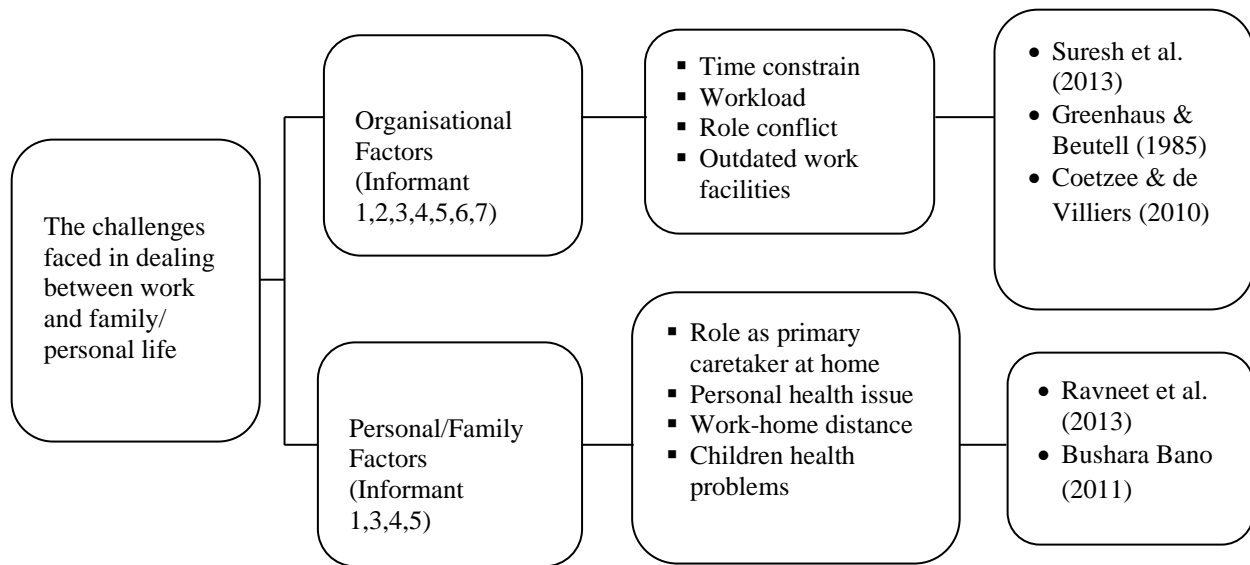 The challenges
faced in dealing
between work
and family/
personal life
Organisational
Factors
(Informant
1,2,3,4,5,6,7)
▪ Time constrain
▪ Workload
▪ Role conflict
▪ Outdated work
facilities
• Suresh et al.
(2013)
• Greenhaus &
Beutell (1985)
• Coetzee & de
Villiers (2010)
Personal/Family
Factors
(Informant
1,3,4,5)
▪ Role as primary
caretaker at home
▪ Personal health issue
▪ Work-home distance
▪ Children health
problems
• Ravneet et al.
(2013)
• Bushara Bano
(2011)